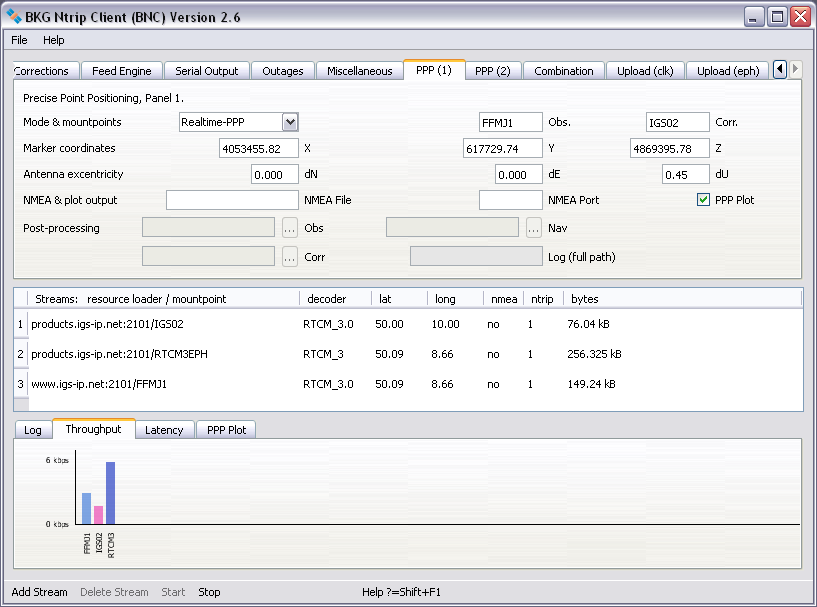 BKG Ntrip Client (BNC) Version 2.6
File Help
Corrections Feed Engine Serial Output Outages Miscellaneous PPP (1) PPP (2) Combination Upload (clk) Upload (eph)
Precise Point Positioning, Panel 1.
Mode & mountpoints Realtime-PPP FFMJ1 Obs. IGS02 Corr.
Marker coordinates 4053455.82 X 617729.74 Y 4869395.78 Z
Antenna excentricity 0.000 dN 0.000 dE 0.45 dU
NMEA & plot output NMEA File NMEA Port PPP Plot
Post-processing ... Obs ... Nav
... Corr Log (full path)
Streams: resource loader / mountpoint decoder lat long nmea ntrip bytes
1 products.igs-ip.net:2101/IGS02 RTCM_3.0 50.00 10.00 no 1 76.04 kB
2 products.igs-ip.net:2101/RTCM3EPH RTCM_3 50.09 8.66 no 1 256.325 kB
3 www.igs-ip.net:2101/FFMJ1 RTCM_3.0 50.09 8.66 no 1 149.24 kB
Log Throughput Latency PPP Plot
6 kbps
0 kbps
FFMJ1
IGS02
RTCM3
Add Stream Delete Stream Start Stop Help ?=Shift+F1